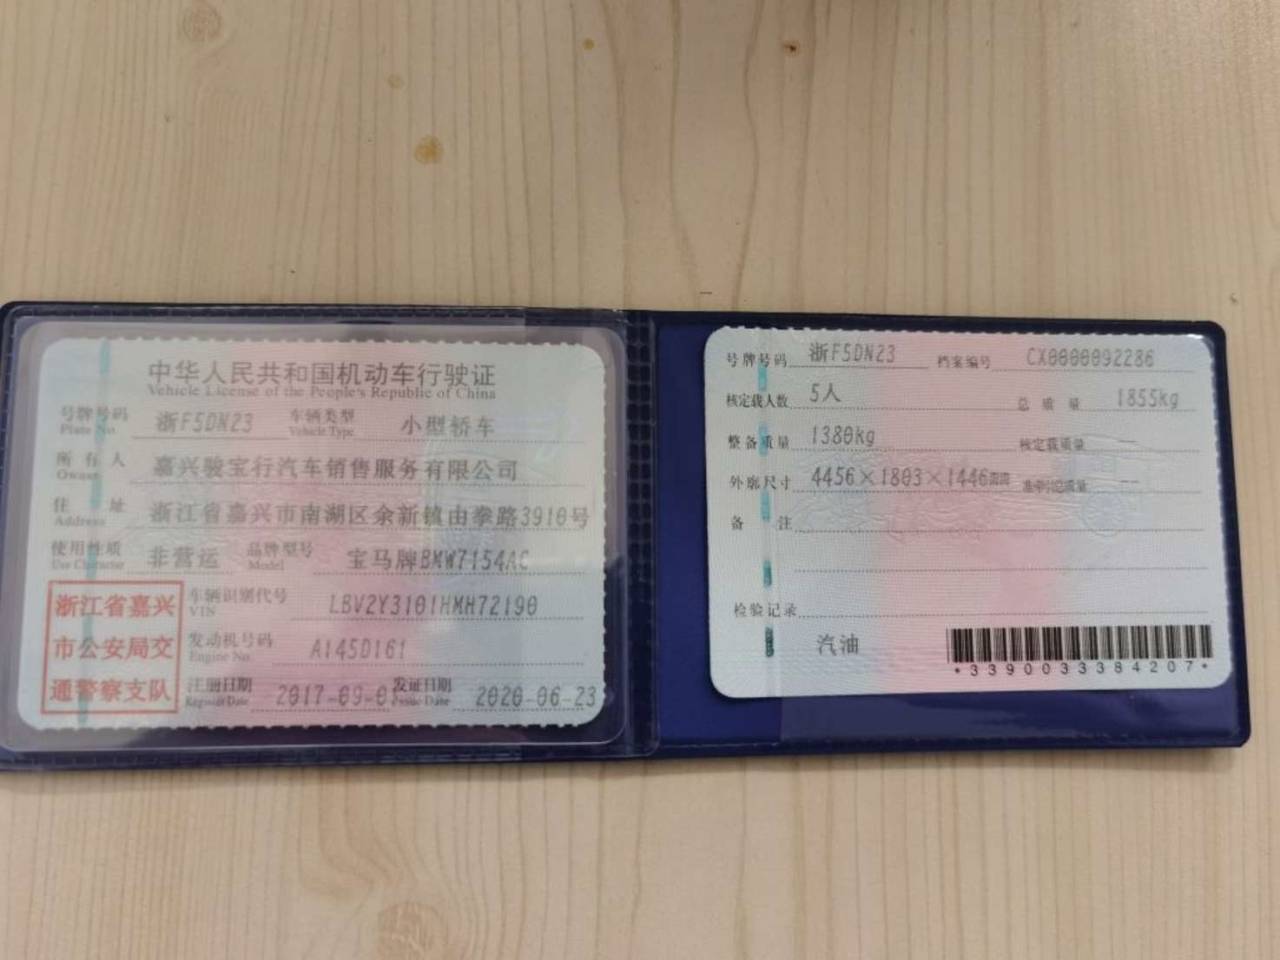 中华人民共和国机动车行驶证
Vehicle License of the People's Republic of China
号牌号码 浙F5DN23 车辆类型 小型轿车
Plate No. Vehicle Type
所有人 嘉兴骏宝行汽车销售服务有限公司
Owner
住址 浙江省嘉兴市南湖区余新镇由拳路3910号
Address
使用性质 非营运 品牌型号 宝马牌BMW7154AC
Use Character Model
浙江省嘉兴
市公安局交
通警察支队
车辆识别代号 LBV2Y3101HMH72190
VIN
发动机号码 A145D161
Engine No.
注册日期 2017-09-0 发证日期 2020-06-23
Register Date Issue Date
号牌号码 浙F5DN23 档案编号 CX0000092286
核定载人数 5人 总质量 1855kg
整备质量 1380kg 核定载质量 --
外廓尺寸 4456×1803×1446mm 准牵引总质量 --
备注
检验记录
汽油
*3390033384207*